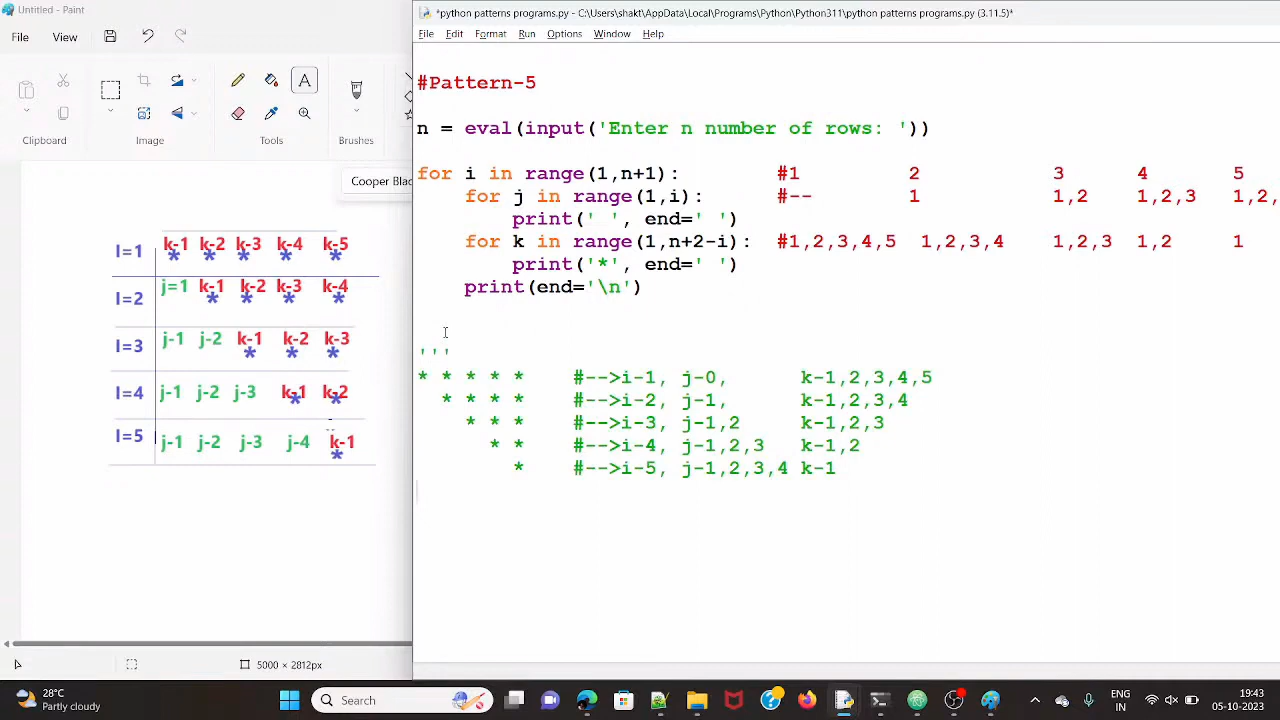 Untitled - Paint
File View
Clipboard Image Tools Brushes
Cooper Blac
I=1 k-1 k-2 k-3 k-4 k-5
* * * * *
I=2 j=1 k-1 k-2 k-3 k-4
* * * *
I=3 j-1 j-2 k-1 k-2 k-3
* * *
I=4 j-1 j-2 j-3 k-1 k-2
* *
I=5 j-1 j-2 j-3 j-4 k-1
*
5000 × 2812px
*python patterns programs.py - C:\Users\shakt\AppData\Local\Programs\Python\Python311\python patterns programs.py (3.11.5)*
File Edit Format Run Options Window Help
#Pattern-5
n = eval(input('Enter n number of rows: '))
for i in range(1,n+1): #1 2 3 4 5
for j in range(1,i): #-- 1 1,2 1,2,3 1,2,
print(' ', end=' ')
for k in range(1,n+2-i): #1,2,3,4,5 1,2,3,4 1,2,3 1,2 1
print('*', end=' ')
print(end='\n')
'''
* * * * * #-->i-1, j-0, k-1,2,3,4,5
* * * * #-->i-2, j-1, k-1,2,3,4
* * * #-->i-3, j-1,2 k-1,2,3
* * #-->i-4, j-1,2,3 k-1,2
* #-->i-5, j-1,2,3,4 k-1
28°C
Partly cloudy
Search
ENG
IN
19:43
05-10-2023